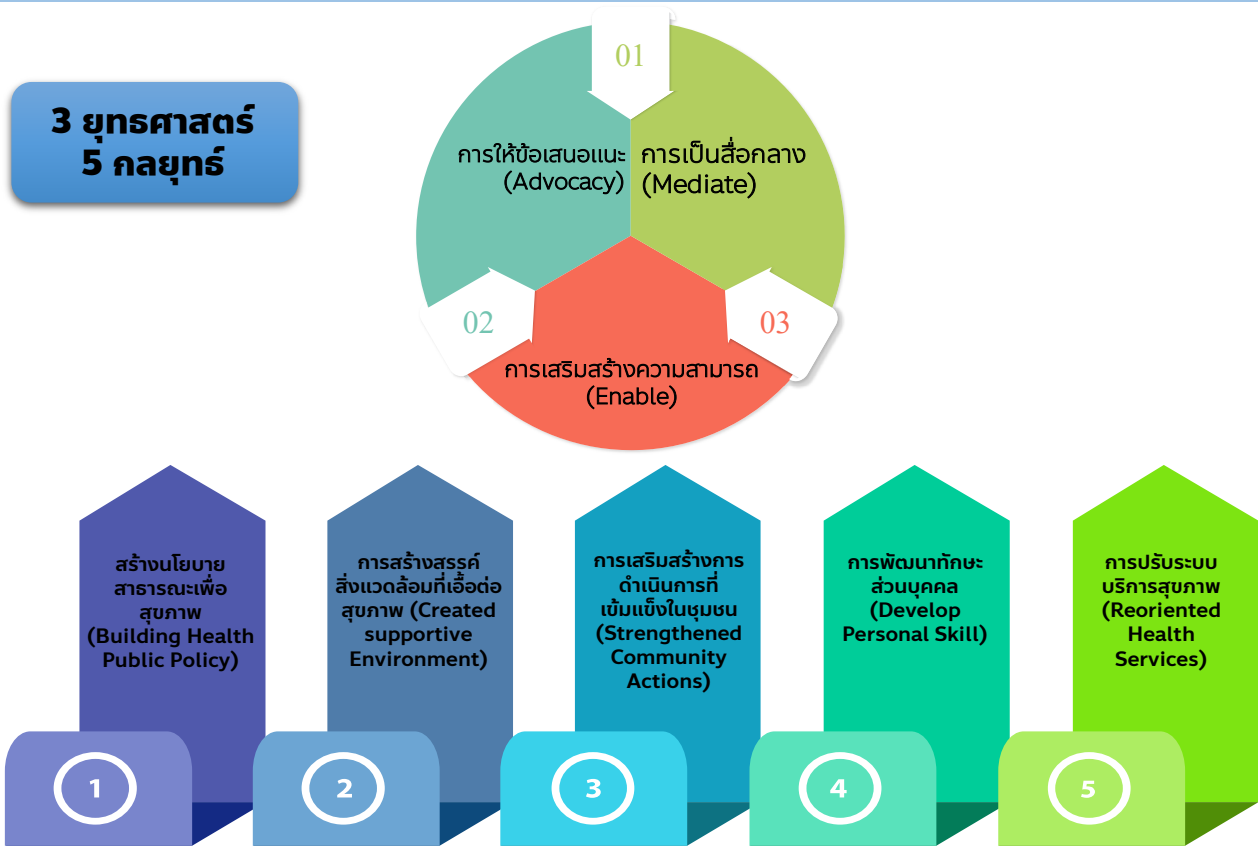 3 ยุทธศาสตร์
5 กลยุทธ์
01
การให้ข้อเสนอแนะ
(Advocacy)
การเป็นสื่อกลาง
(Mediate)
02
03
การเสริมสร้างความสามารถ
(Enable)
สร้างนโยบาย
สาธารณะเพื่อ
สุขภาพ
(Building Health
Public Policy)
การสร้างสรรค์
สิ่งแวดล้อมที่เอื้อต่อ
สุขภาพ (Created
supportive
Environment)
การเสริมสร้างการ
ดำเนินการที่
เข้มแข็งในชุมชน
(Strengthened
Community
Actions)
การพัฒนาทักษะ
ส่วนบุคคล
(Develop
Personal Skill)
การปรับระบบ
บริการสุขภาพ
(Reoriented
Health
Services)
1
2
3
4
5